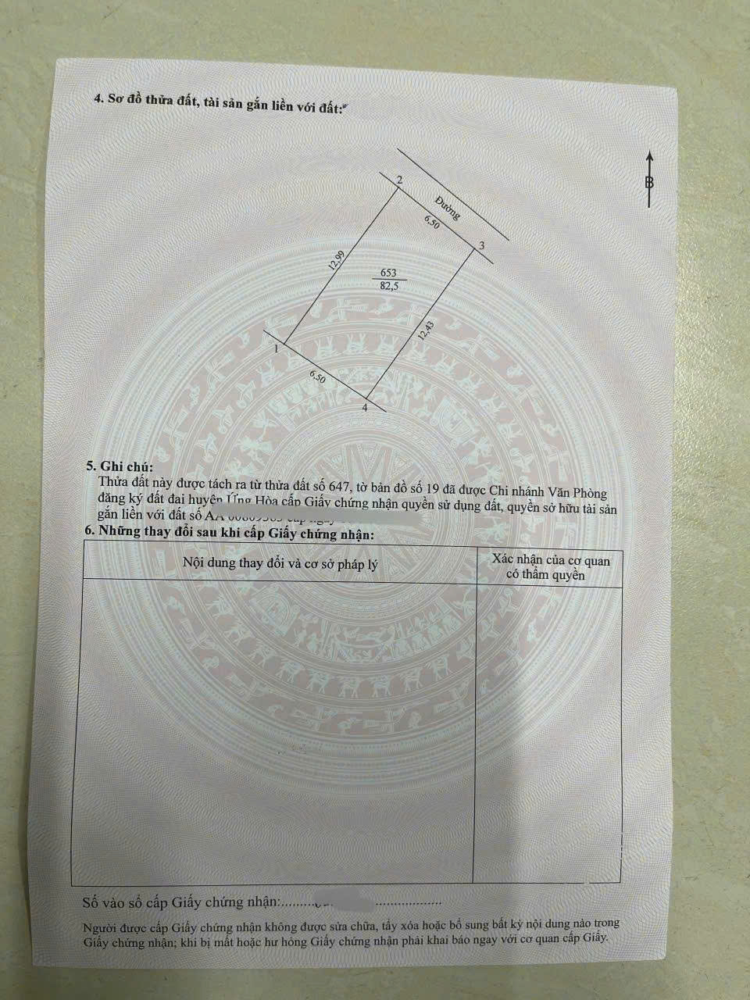 4. Sơ đồ thửa đất, tài sản gắn liền với đất:
B
2
Đường
6,50
3
12,99
653
82,5
12,43
1
6,50
4
5. Ghi chú:
Thửa đất này được tách ra từ thửa đất số 647, tờ bản đồ số 19 đã được Chi nhánh Văn Phòng
đăng ký đất đai huyện Ứng Hòa cấp Giấy chứng nhận quyền sử dụng đất, quyền sở hữu tài sản
gắn liền với đất số
6. Những thay đổi sau khi cấp Giấy chứng nhận:
Nội dung thay đổi và cơ sở pháp lý
Xác nhận của cơ quan
có thẩm quyền
Số vào sổ cấp Giấy chứng nhận:
Người được cấp Giấy chứng nhận không được sửa chữa, tẩy xóa hoặc bổ sung bất kỳ nội dung nào trong
Giấy chứng nhận; khi bị mất hoặc hư hỏng Giấy chứng nhận phải khai báo ngay với cơ quan cấp Giấy.